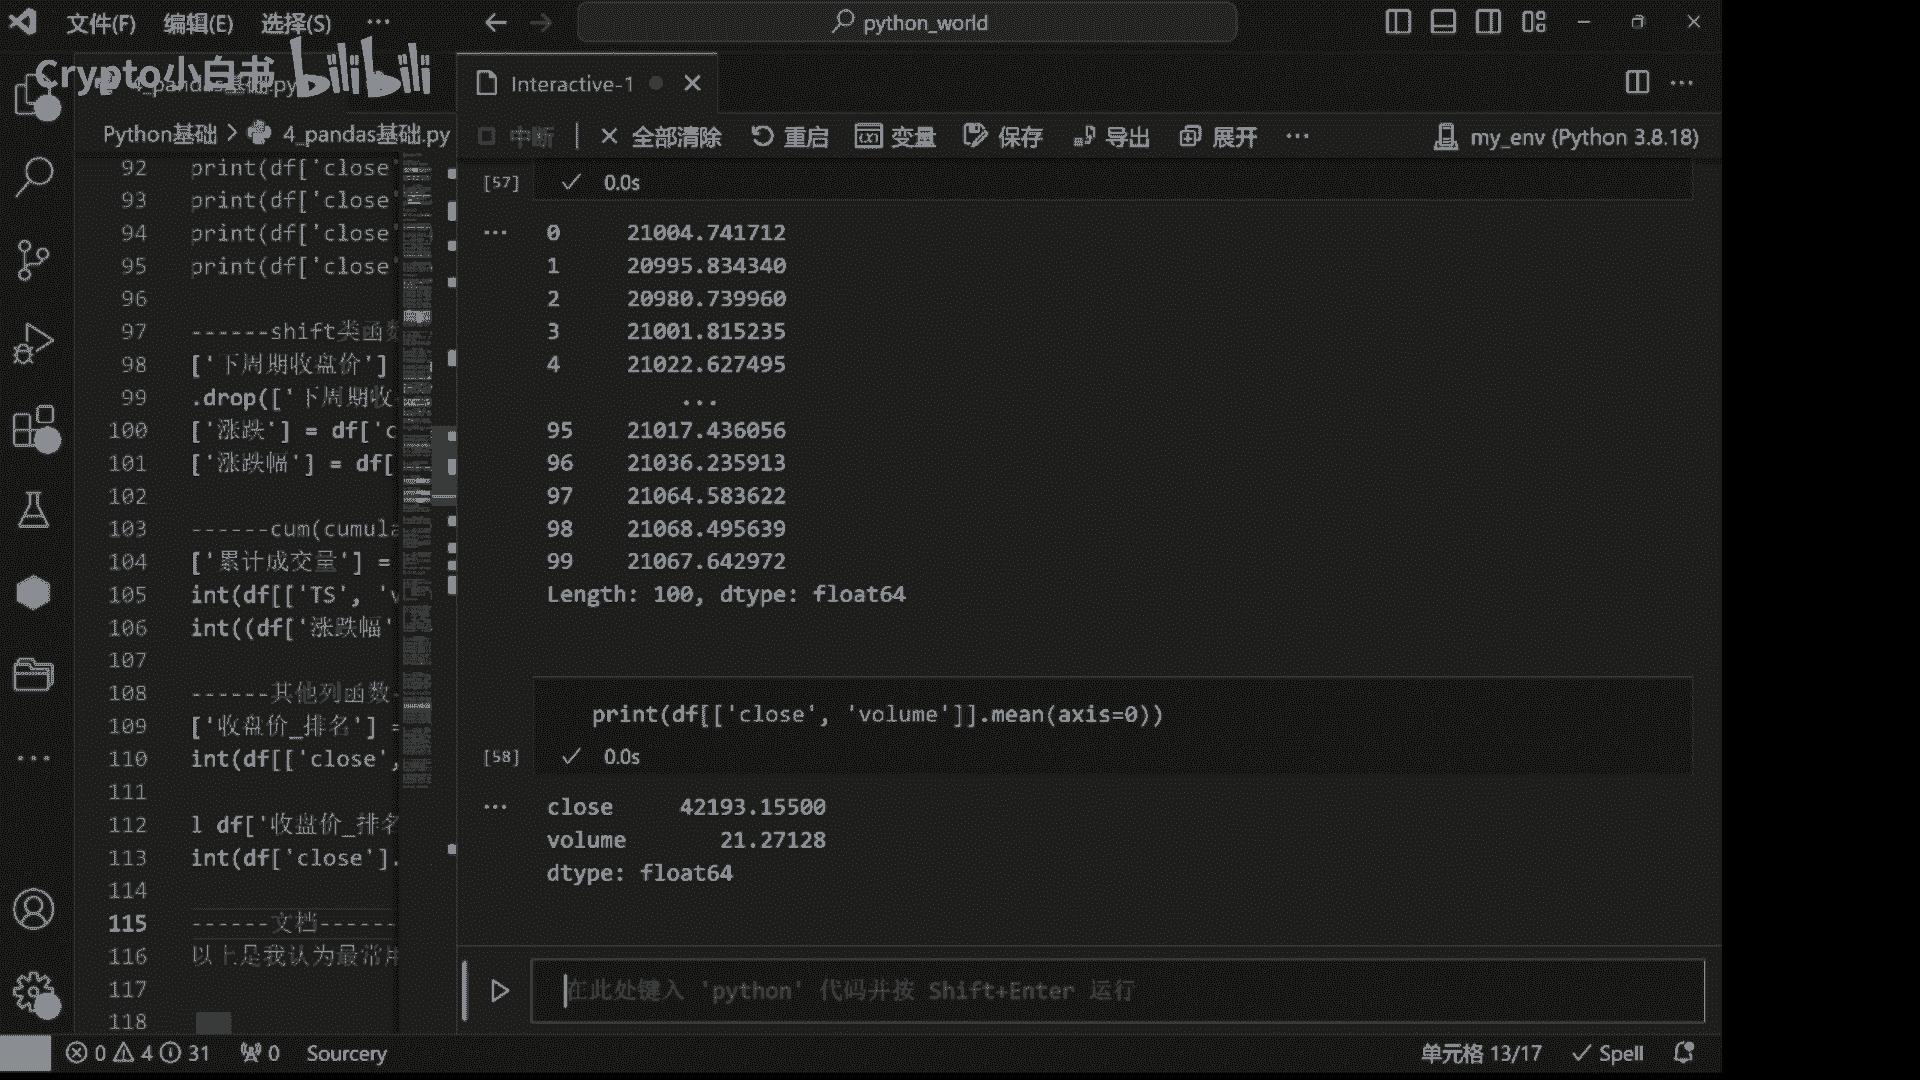 文件(F) 编辑(E) 选择(S) ··· python_world
Crypto小白书 bilibili
4_pandas基础.py Interactive-1
Python基础 > 4_pandas基础.py
中断 全部清除 重启 变量 保存 导出 展开 ··· my_env (Python 3.8.18)
92 print(df['close'
93 print(df['close'
94 print(df['close'
95 print(df['close'
96
97 ------shift类函数
98 ['下周期收盘价']
99 .drop(['下周期收
100 ['涨跌'] = df['c
101 ['涨跌幅'] = df[
102
103 ------cum(cumula
104 ['累计成交量'] =
105 int(df[['TS', 'v
106 int((df['涨跌幅'
107
108 ------其他列函数-
109 ['收盘价_排名'] =
110 int(df[['close',
111
112 l df['收盘价_排名
113 int(df['close'].
114
115 ------文档------
116 以上是我认为最常用
117
118
[57] 0.0s
0 21004.741712
1 20995.834340
2 20980.739960
3 21001.815235
4 21022.627495
...
95 21017.436056
96 21036.235913
97 21064.583622
98 21068.495639
99 21067.642972
Length: 100, dtype: float64
print(df[['close', 'volume']].mean(axis=0))
[58] 0.0s
close 42193.15500
volume 21.27128
dtype: float64
在此处键入 'python' 代码并按 Shift+Enter 运行
0 4 31 0 Sourcery 单元格 13/17 Spell